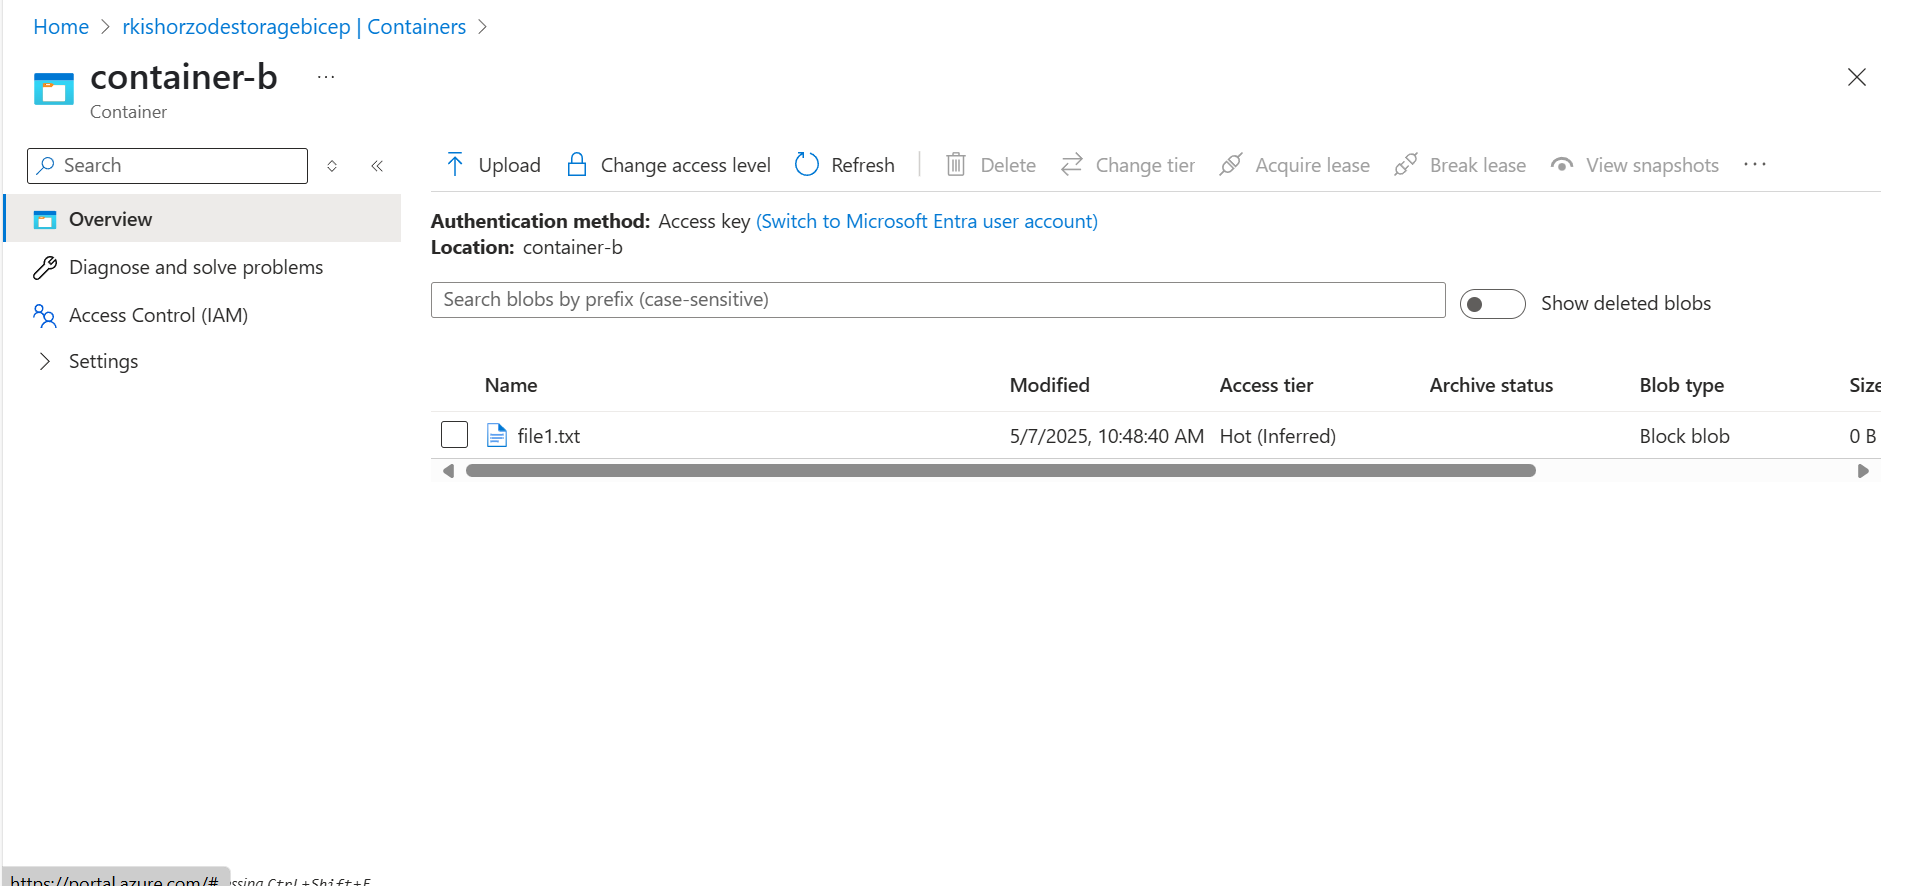 Home > rkishorzodestoragebicep | Containers >
container-b ...
Container
Search
Overview
Diagnose and solve problems
Access Control (IAM)
Settings
Upload Change access level Refresh Delete Change tier Acquire lease Break lease View snapshots ...
Authentication method: Access key (Switch to Microsoft Entra user account)
Location: container-b
Search blobs by prefix (case-sensitive)
Show deleted blobs
Name Modified Access tier Archive status Blob type Size
file1.txt 5/7/2025, 10:48:40 AM Hot (Inferred) Block blob 0 B
https://portal.azure.com/# essing Ctrl+Shift+F